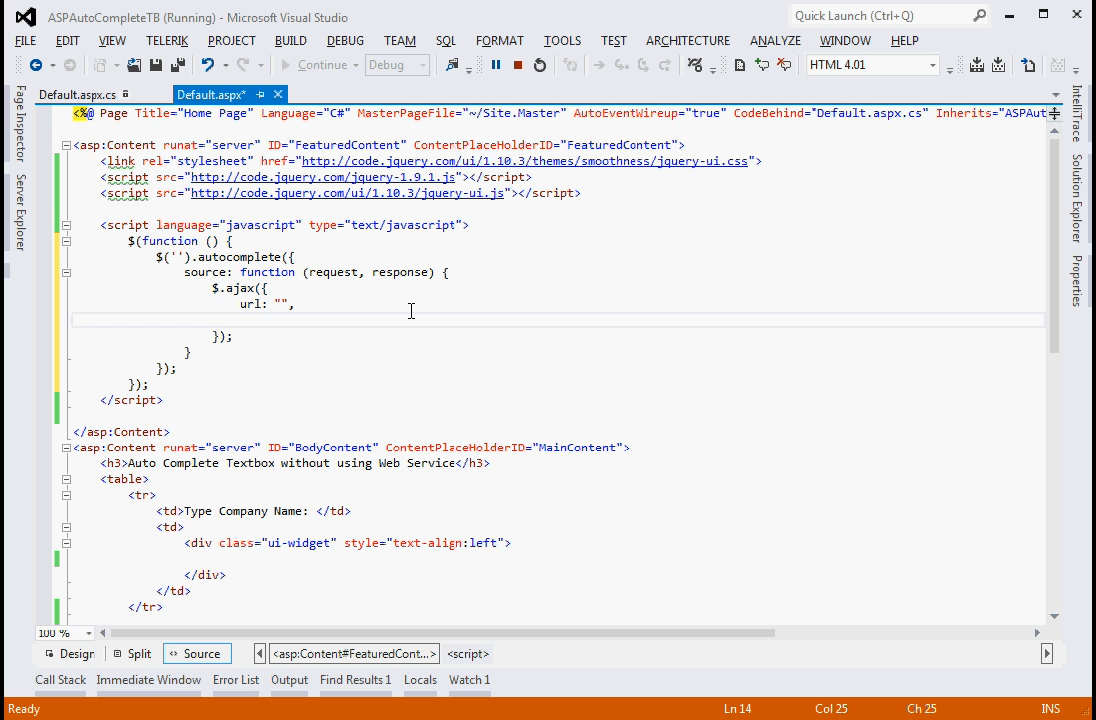 ASPAutoCompleteTB (Running) - Microsoft Visual Studio
Quick Launch (Ctrl+Q)
FILE EDIT VIEW TELERIK PROJECT BUILD DEBUG TEAM SQL FORMAT TOOLS TEST ARCHITECTURE ANALYZE WINDOW HELP
Continue Debug HTML 4.01
Default.aspx.cs Default.aspx*
Page Inspector
Server Explorer
<%@ Page Title="Home Page" Language="C#" MasterPageFile="~/Site.Master" AutoEventWireup="true" CodeBehind="Default.aspx.cs" Inherits="ASPAut
<asp:Content runat="server" ID="FeaturedContent" ContentPlaceHolderID="FeaturedContent">
<link rel="stylesheet" href="http://code.jquery.com/ui/1.10.3/themes/smoothness/jquery-ui.css">
<script src="http://code.jquery.com/jquery-1.9.1.js"></script>
<script src="http://code.jquery.com/ui/1.10.3/jquery-ui.js"></script>
<script language="javascript" type="text/javascript">
$(function () {
$('').autocomplete({
source: function (request, response) {
$.ajax({
url: "",
});
}
});
});
</script>
</asp:Content>
<asp:Content runat="server" ID="BodyContent" ContentPlaceHolderID="MainContent">
<h3>Auto Complete Textbox without using Web Service</h3>
<table>
<tr>
<td>Type Company Name: </td>
<td>
<div class="ui-widget" style="text-align:left">
</div>
</td>
</tr>
IntelliTrace
Solution Explorer
Properties
100 %
Design Split Source <asp:Content#FeaturedCont...> <script>
Call Stack Immediate Window Error List Output Find Results 1 Locals Watch 1
Ready Ln 14 Col 25 Ch 25 INS